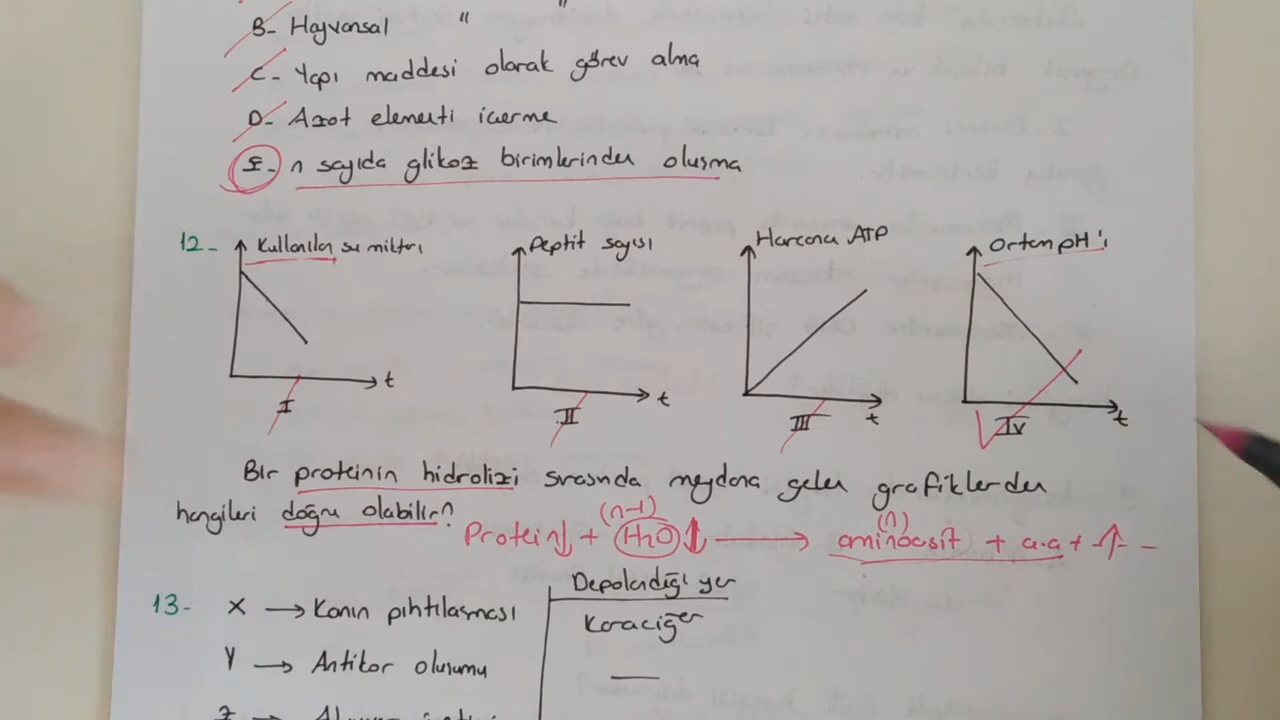 B- Hayvansal " "
C- Yapı maddesi olarak görev alma
D- Azot elementi içerme
E- n sayıda glikoz birimlerinden oluşma
12- Kullanılan su miktarı
Peptit sayısı
Harcanan ATP
Ortam pH'ı
t
t
t
t
I
II
III
IV
Bir proteinin hidrolizi sırasında meydana gelen grafiklerden
hangileri doğru olabilir?
(n-1)
(n)
Protein↓ + H2O → aminoasit + a.a + -↑- -
13- X → Kanın pıhtılaşması
Y → Antikor oluşumu
Depolandığı yer
Karaciğer
—